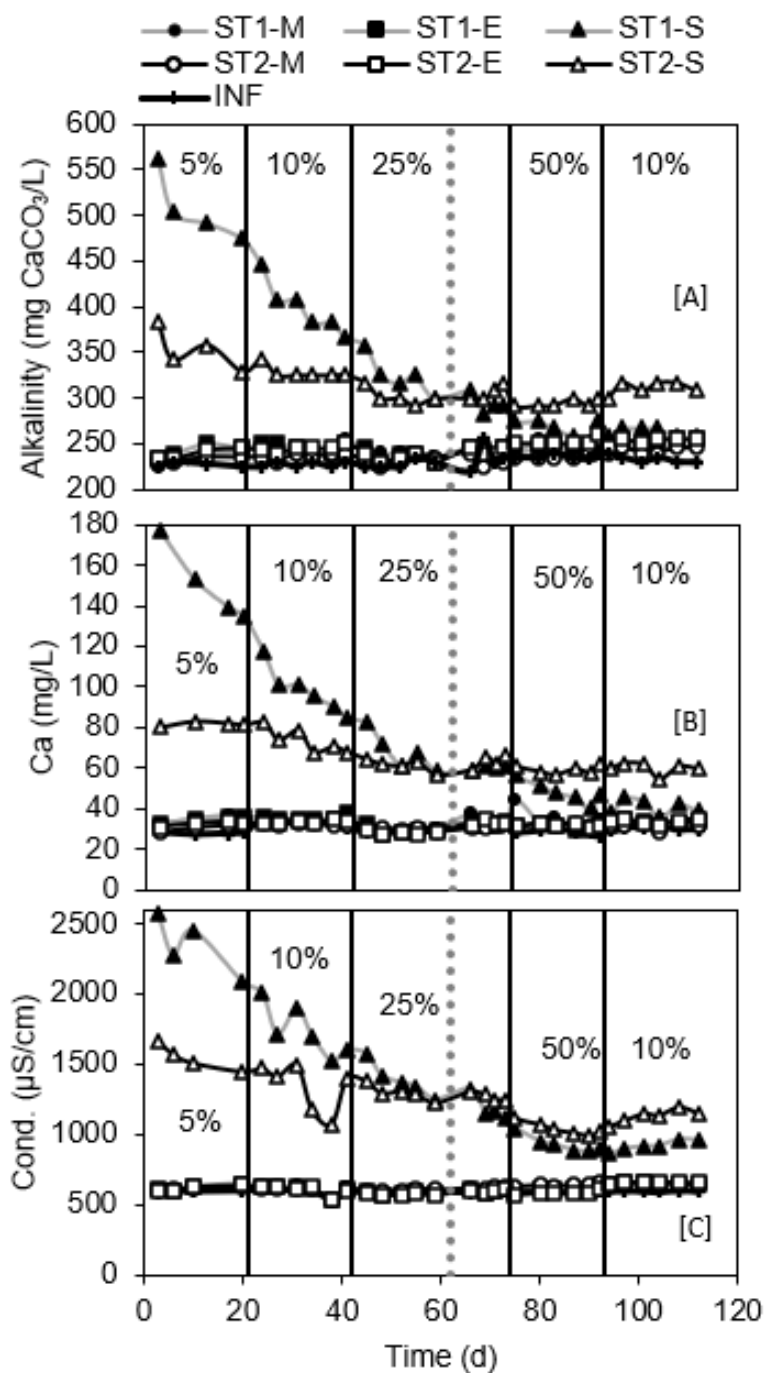 ST1-M ST1-E ST1-S
ST2-M ST2-E ST2-S
INF
Alkalinity (mg CaCO₃/L)
600
550
500
450
400
350
300
250
200
5% 10% 25% 50% 10%
[A]
Ca (mg/L)
180
160
140
120
100
80
60
40
20
0
10% 25% 50% 10%
5%
[B]
Cond. (µS/cm)
2500
2000
1500
1000
500
0
10%
25%
50% 10%
5%
[C]
0 20 40 60 80 100 120
Time (d)